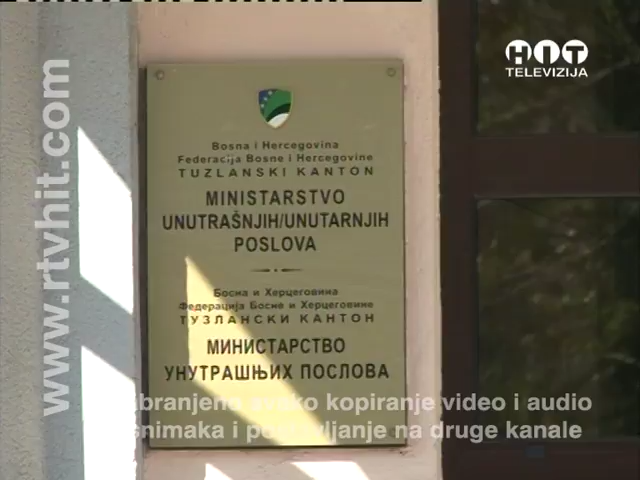 HIT
TELEVIZIJA
www.rtvhit.com
Bosna i Hercegovina
Federacija Bosne i Hercegovine
TUZLANSKI KANTON
MINISTARSTVO
UNUTRAŠNJIH/UNUTARNJIH
POSLOVA
Босна и Херцеговина
Федерација Босне и Херцеговине
ТУЗЛАНСКИ КАНТОН
МИНИСТАРСТВО
УНУТРАШЊИХ ПОСЛОВА
kopiranje video i audio
snimaka i na druge kanale